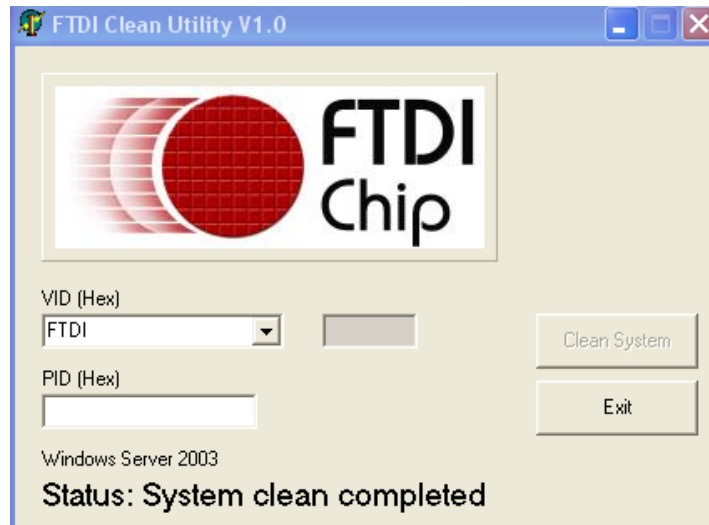 FTDI Clean Utility V1.0
FTDI
Chip
VID (Hex)
FTDI
Clean System
PID (Hex)
Exit
Windows Server 2003
Status: System clean completed